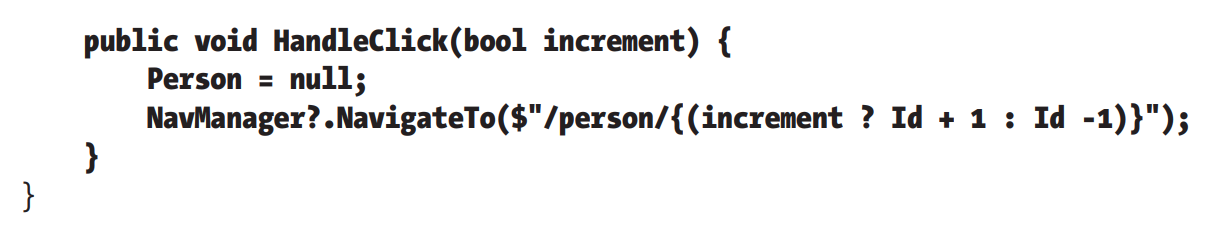 public void HandleClick(bool increment) {
Person = null;
NavManager?.NavigateTo($"/person/{(increment ? Id + 1 : Id -1)}");
}
}